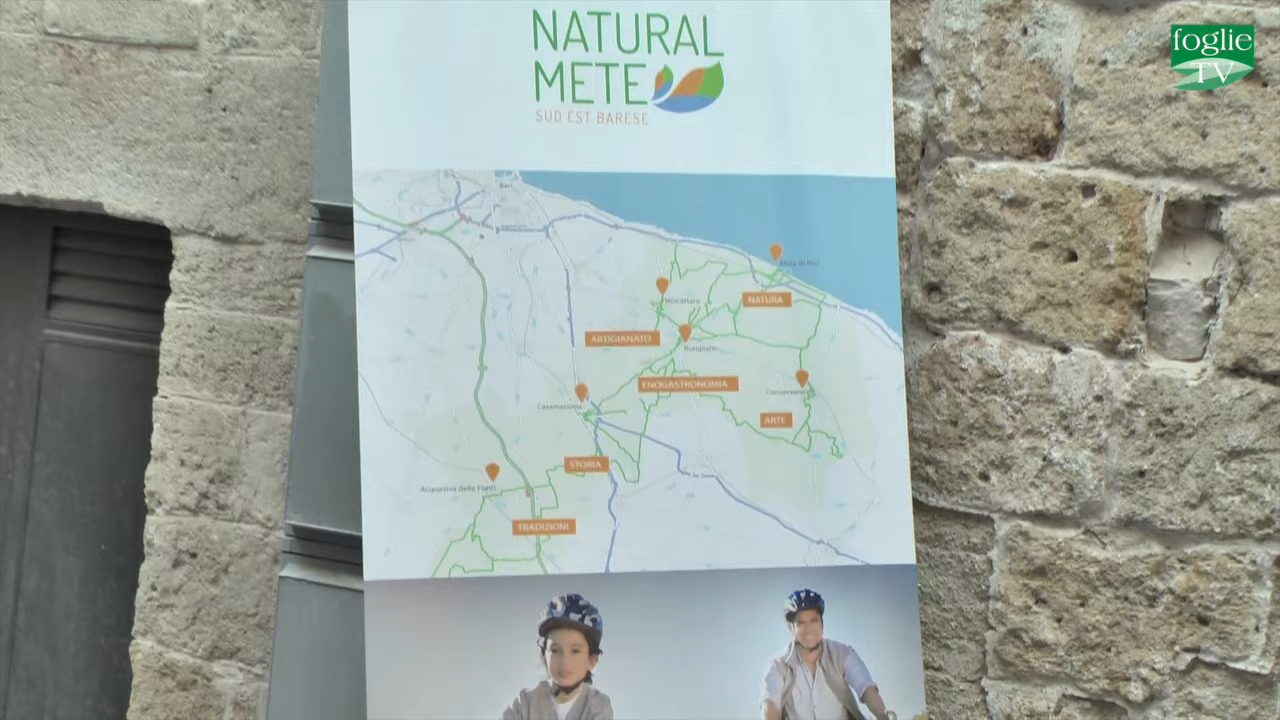 NATURAL
METE
SUD EST BARESE
foglie
TV
Bari
Mola di Bari
Noicàttaro
NATURA
ARTIGIANATO
Rutigliano
ENOGASTRONOMIA
Conversano
Casamassima
ARTE
STORIA
Acquaviva delle Fonti
TRADIZIONI